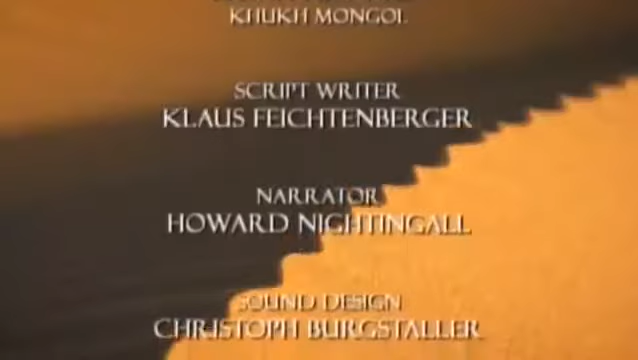 KHUKH MONGOL
SCRIPT WRITER
KLAUS FEICHTENBERGER
NARRATOR
HOWARD NIGHTINGALL
SOUND DESIGN
CHRISTOPH BURGSTALLER